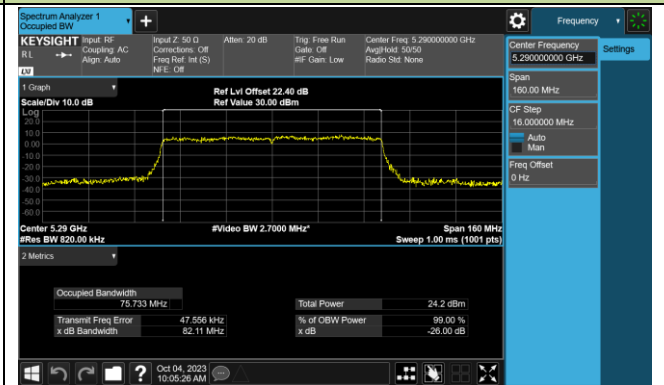 Spectrum Analyzer 1
Occupied BW
Frequency
KEYSIGHT
RL
LXI
Input: RF
Coupling: AC
Align: Auto
Input Z: 50 Ω
Corrections: Off
Freq Ref: Int (S)
NFE: Off
Atten: 20 dB
Trig: Free Run
Gate: Off
#IF Gain: Low
Center Freq: 5.290000000 GHz
Avg|Hold: 50/50
Radio Std: None
Center Frequency
5.290000000 GHz
Settings
Span
160.00 MHz
CF Step
16.000000 MHz
Auto
Man
Freq Offset
0 Hz
1 Graph
Scale/Div 10.0 dB
Ref Lvl Offset 22.40 dB
Ref Value 30.00 dBm
Log
20.0
10.0
0.00
-10.0
-20.0
-30.0
-40.0
-50.0
-60.0
Center 5.29 GHz
#Video BW 2.7000 MHz*
Span 160 MHz
#Res BW 820.00 kHz
Sweep 1.00 ms (1001 pts)
2 Metrics
Occupied Bandwidth
75.733 MHz
Total Power 24.2 dBm
Transmit Freq Error 47.556 kHz
% of OBW Power 99.00 %
x dB Bandwidth 82.11 MHz
x dB -26.00 dB
Oct 04, 2023
10:05:26 AM